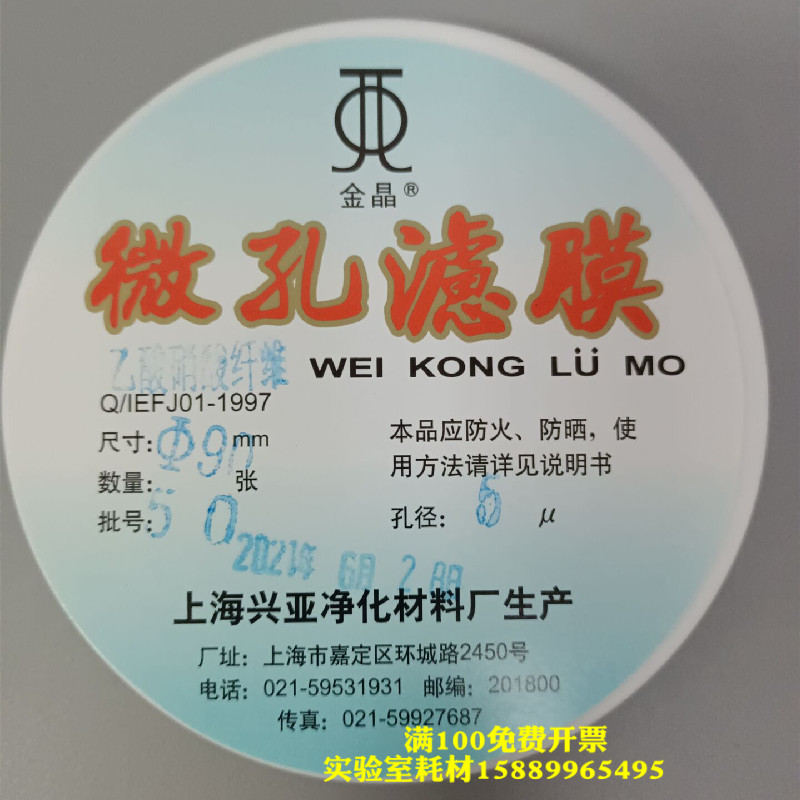 金晶®
微孔滤膜
乙酸硝酸纤维 WEI KONG LÜ MO
Q/IEFJ01-1997
尺寸：Φ90mm
数量：50张
批号：2021年6月2日
本品应防火、防晒，使
用方法请详见说明书
孔径：5 μ
上海兴亚净化材料厂生产
厂址：上海市嘉定区环城路2450号
电话：021-59531931 邮编：201800
传真：021-59927687
满100免费开票
实验室耗材15889965495